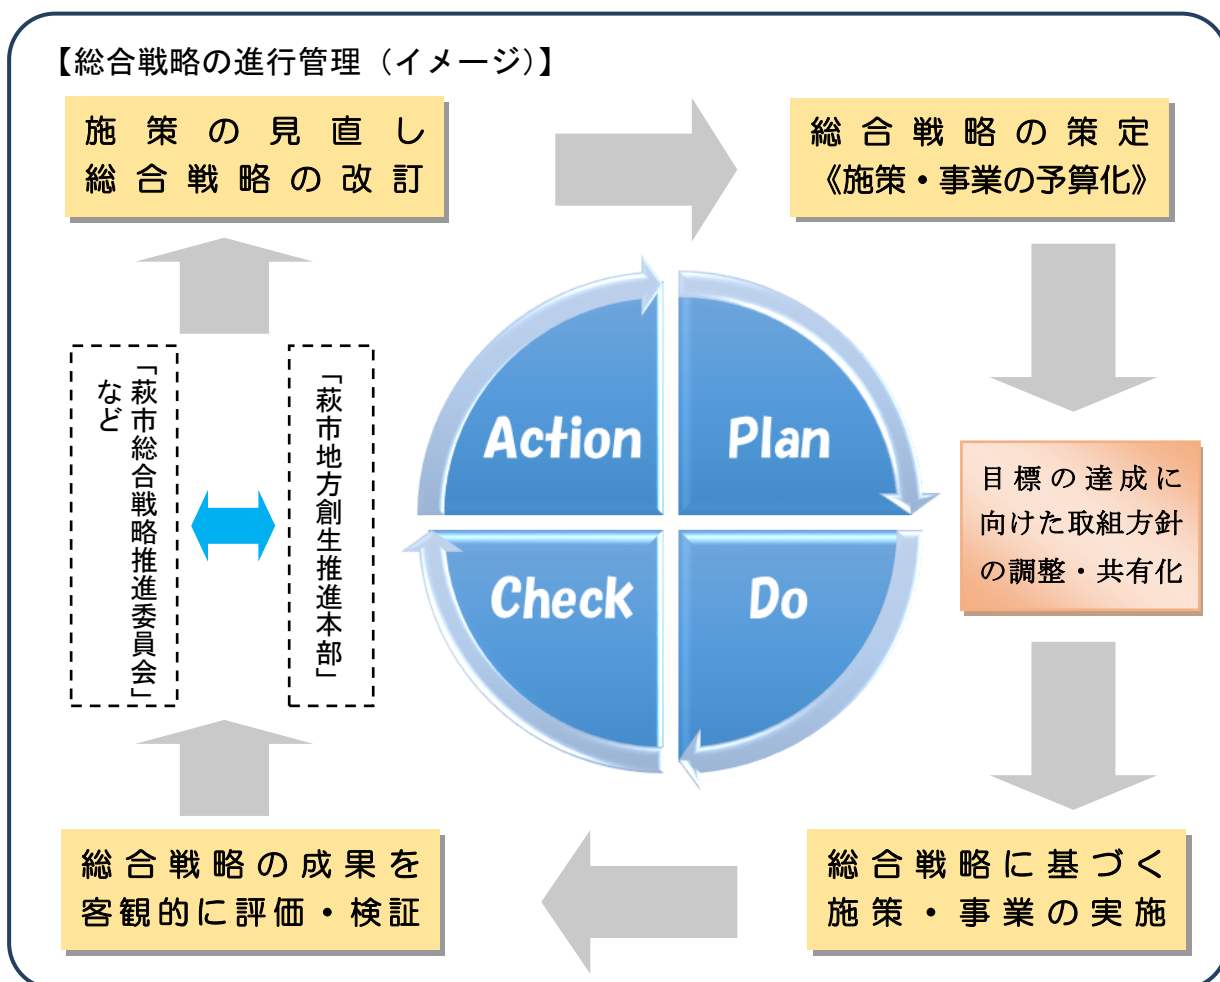 【総合戦略の進行管理（イメージ）】
施策の見直し
総合戦略の改訂
総合戦略の策定
《施策・事業の予算化》
「萩市総合戦略推進委員会」
など
「萩市地方創生推進本部」
Action
Plan
Check
Do
目標の達成に
向けた取組方針
の調整・共有化
総合戦略の成果を
客観的に評価・検証
総合戦略に基づく
施策・事業の実施